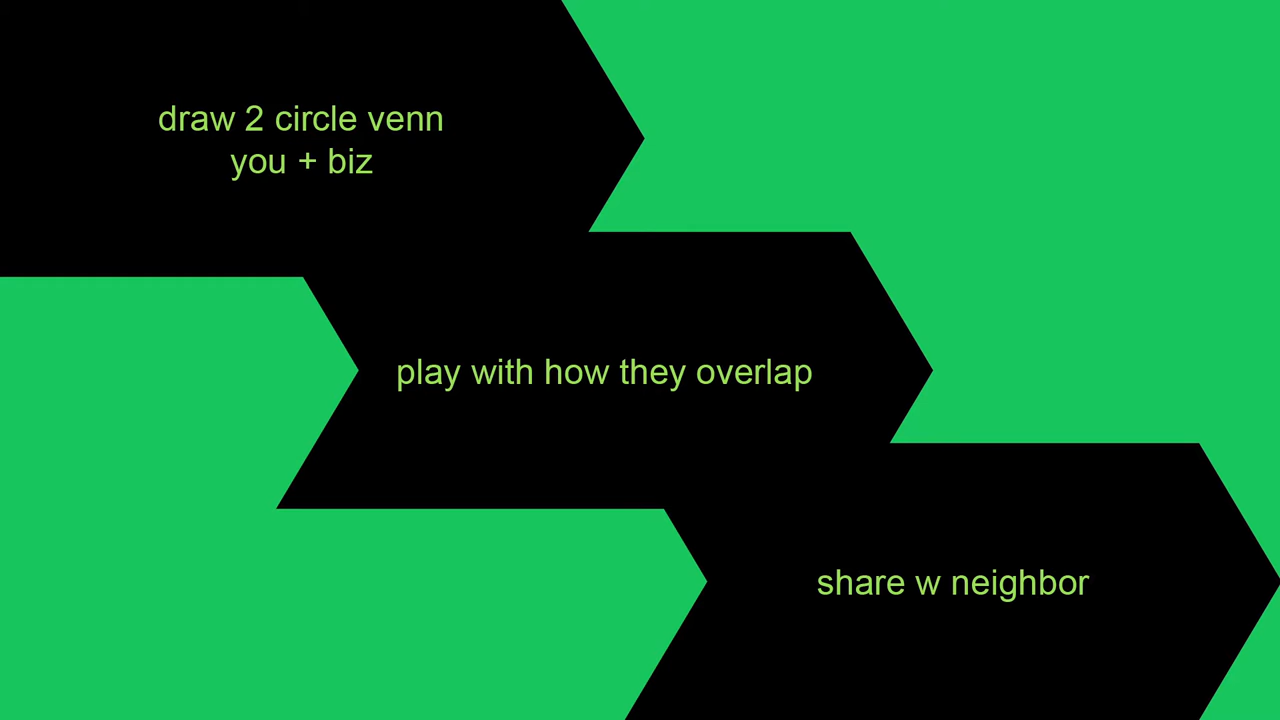 draw 2 circle venn
you + biz
play with how they overlap
share w neighbor